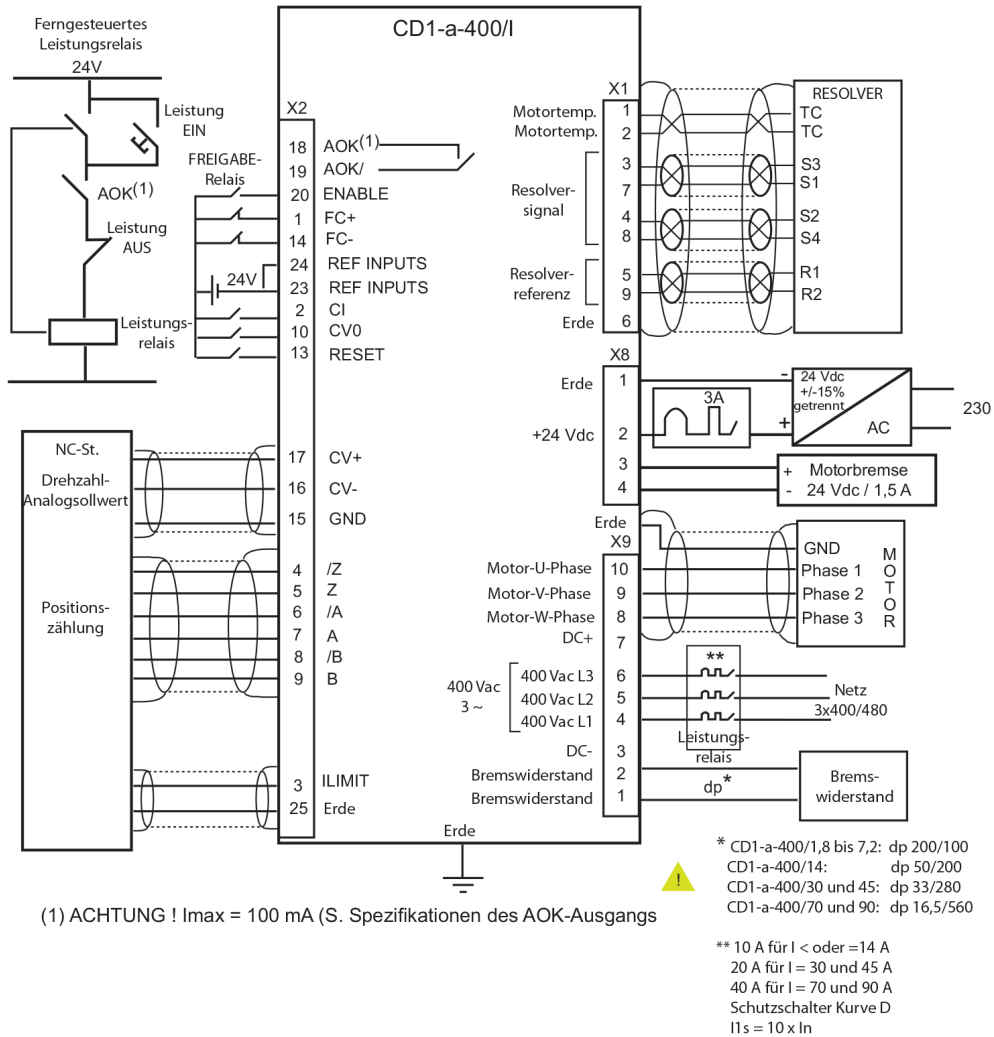 CD1-a-400/I
Ferngesteuertes
Leistungsrelais
24V
Leistung
EIN
AOK(1)
Leistung
AUS
Leistungs-
relais
FREIGABE-
Relais
24V
X2
18 AOK(1)
19 AOK/
20 ENABLE
1 FC+
14 FC-
24 REF INPUTS
23 REF INPUTS
2 CI
10 CV0
13 RESET
17 CV+
16 CV-
15 GND
4 /Z
5 Z
6 /A
7 A
8 /B
9 B
3 ILIMIT
25 Erde
NC-St.
Drehzahl-
Analogsollwert
Positions-
zählung
X1
Motortemp. 1
Motortemp. 2
Resolver-
signal
3
7
4
8
Resolver-
referenz
5
9
Erde 6
RESOLVER
TC
TC
S3
S1
S2
S4
R1
R2
X8
Erde 1
+24 Vdc 2
3
4
3A
-
+
24 Vdc
+/-15%
getrennt
AC
230
+ Motorbremse
- 24 Vdc / 1,5 A
Erde
X9
Motor-U-Phase 10
Motor-V-Phase 9
Motor-W-Phase 8
DC+ 7
400 Vac
3 ~
400 Vac L3 6
400 Vac L2 5
400 Vac L1 4
DC- 3
Bremswiderstand 2
Bremswiderstand 1
GND
Phase 1
Phase 2
Phase 3
MOTOR
**
Leistungs-
relais
Netz
3x400/480
dp*
Brems-
widerstand
Erde
* CD1-a-400/1,8 bis 7,2: dp 200/100
CD1-a-400/14: dp 50/200
CD1-a-400/30 und 45: dp 33/280
CD1-a-400/70 und 90: dp 16,5/560
!
(1) ACHTUNG ! Imax = 100 mA (S. Spezifikationen des AOK-Ausgangs
** 10 A für I < oder =14 A
20 A für I = 30 und 45 A
40 A für I = 70 und 90 A
Schutzschalter Kurve D
I1s = 10 x In